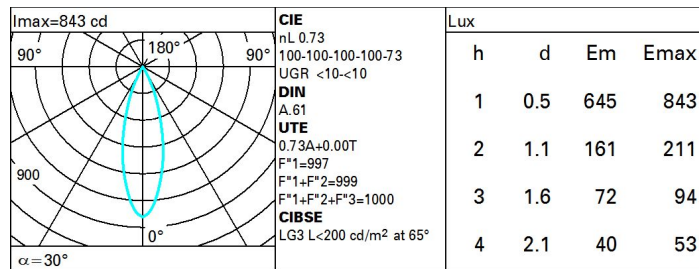 Imax=843 cd
90° 180° 90°
900
0°
α=30°
CIE
nL 0.73
100-100-100-100-73
UGR <10-<10
DIN
A.61
UTE
0.73A+0.00T
F"1=997
F"1+F"2=999
F"1+F"2+F"3=1000
CIBSE
LG3 L<200 cd/m² at 65°
Lux
h d Em Emax
1 0.5 645 843
2 1.1 161 211
3 1.6 72 94
4 2.1 40 53